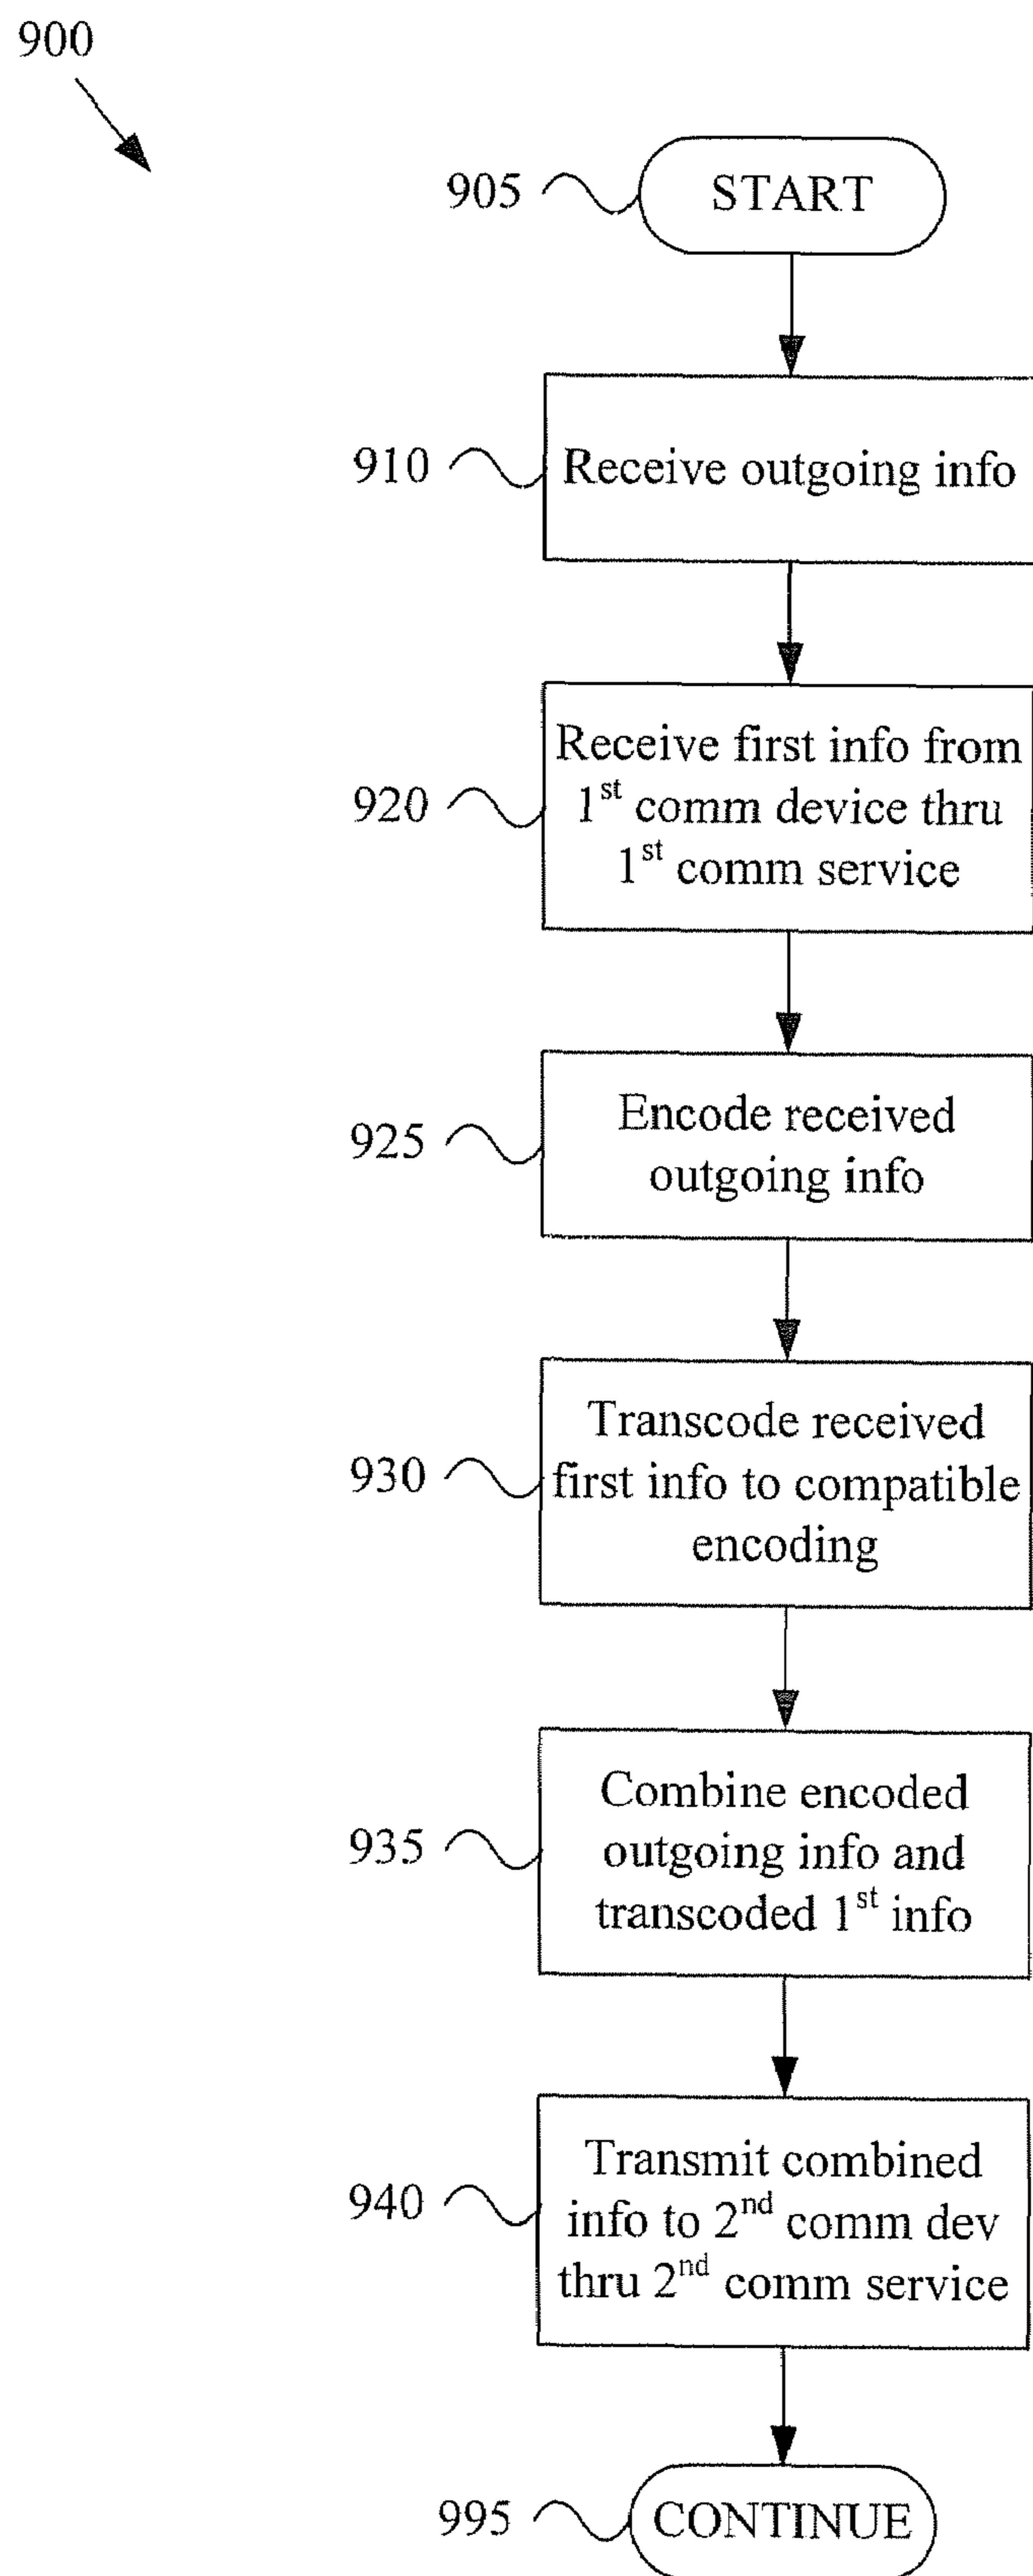 900
905
START
910
Receive outgoing info
920
Receive first info from
1st comm device thru
1st comm service
925
Encode received
outgoing info
930
Transcode received
first info to compatible
encoding
935
Combine encoded
outgoing info and
transcoded 1st info
940
Transmit combined
info to 2nd comm dev
thru 2nd comm service
995
CONTINUE